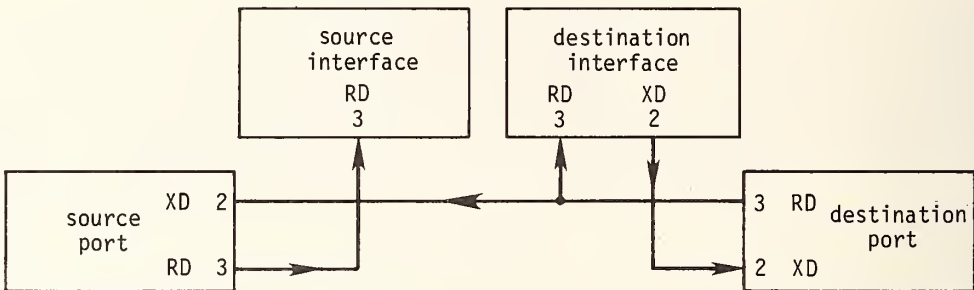 source
interface
RD
3
destination
interface
RD XD
3 2
source
port
XD 2
RD 3
3 RD
2 XD
destination
port